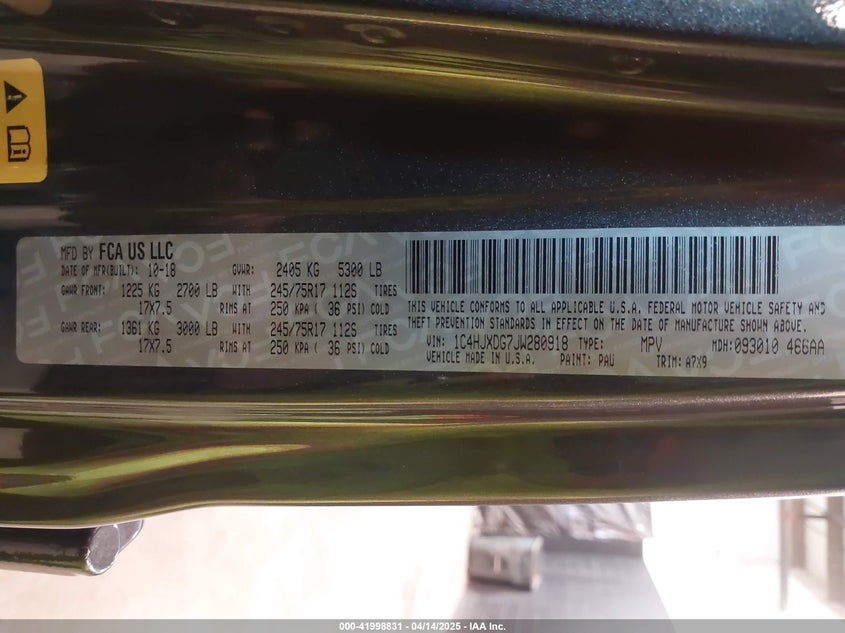 MFD BY FCA US LLC
DATE OF MFR(BUILT): 10-18 GVWR: 2405 KG 5300 LB
GAWR FRONT: 1225 KG 2700 LB WITH 245/75R17 112S TIRES
17X7.5 RIMS AT 250 KPA ( 36 PSI) COLD
GAWR REAR: 1361 KG 3000 LB WITH 245/75R17 112S TIRES
17X7.5 RIMS AT 250 KPA ( 36 PSI) COLD
THIS VEHICLE CONFORMS TO ALL APPLICABLE U.S.A. FEDERAL MOTOR VEHICLE SAFETY AND
THEFT PREVENTION STANDARDS IN EFFECT ON THE DATE OF MANUFACTURE SHOWN ABOVE.
VIN: 1C4HJXDG7JW280918 TYPE: MPV MDH: 093010 466AA
VEHICLE MADE IN U.S.A. PAINT: PAU TRIM: A7X9
000-41998831 - 04/14/2025 - IAA Inc.